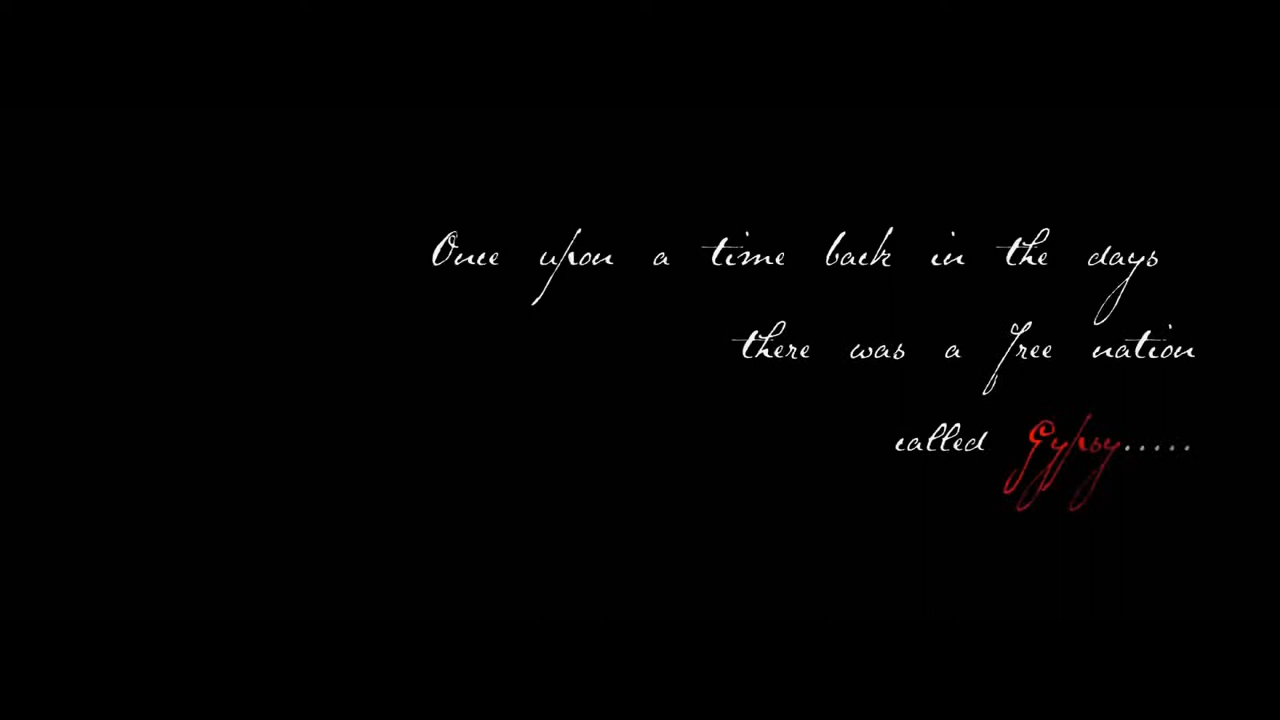 Once upon a time back in the days
there was a free nation
called Gypsy.....